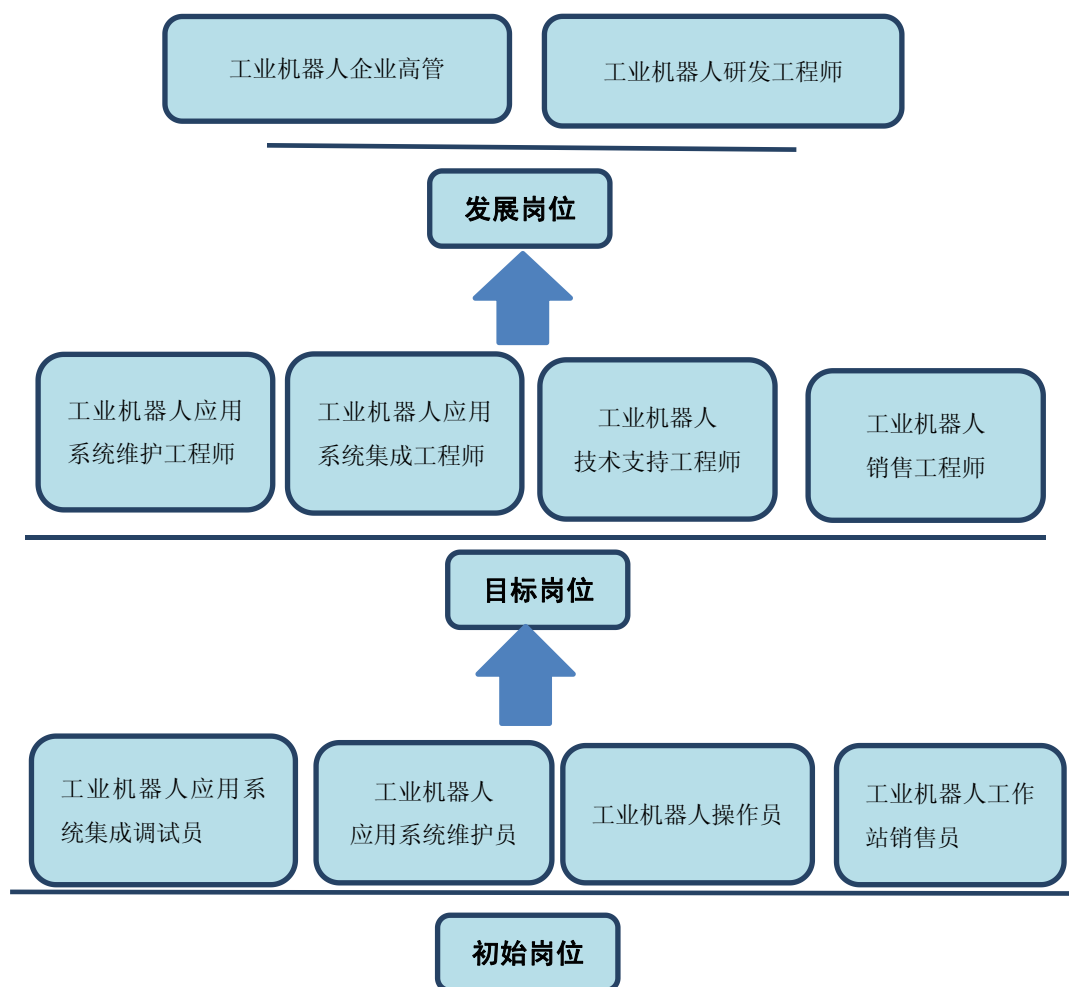 工业机器人企业高管
工业机器人研发工程师
发展岗位
工业机器人应用
系统维护工程师
工业机器人应用
系统集成工程师
工业机器人
技术支持工程师
工业机器人
销售工程师
目标岗位
工业机器人应用系
统集成调试员
工业机器人
应用系统维护员
工业机器人操作员
工业机器人工作
站销售员
初始岗位